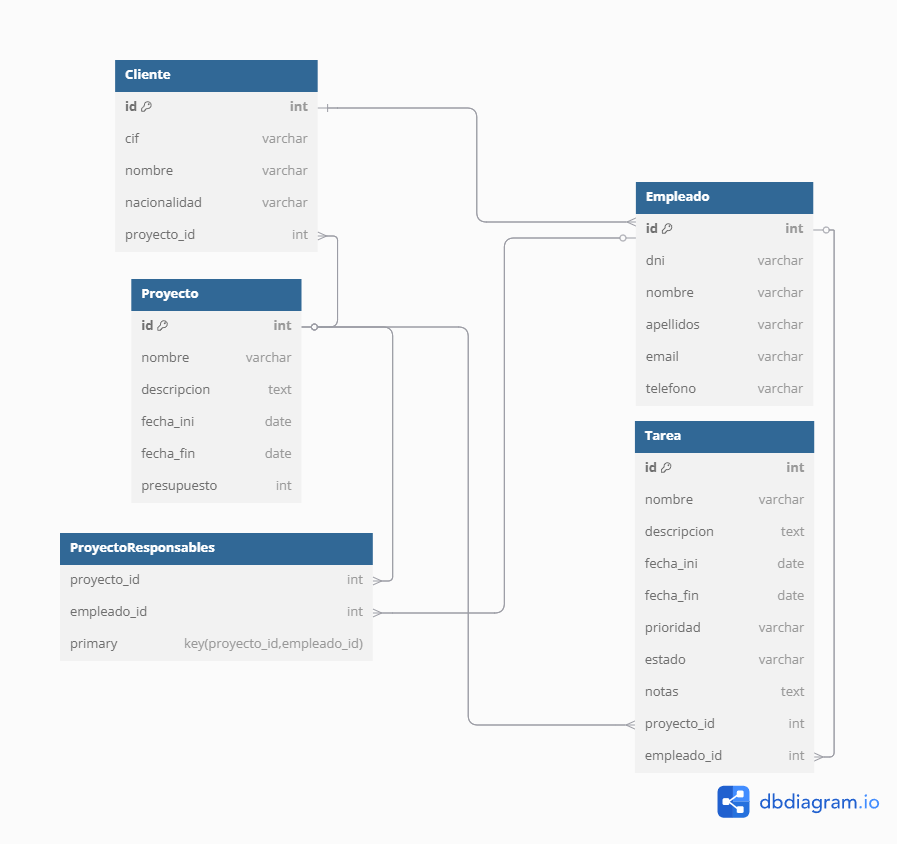 Cliente
id int
cif varchar
nombre varchar
nacionalidad varchar
proyecto_id int
Proyecto
id int
nombre varchar
descripcion text
fecha_ini date
fecha_fin date
presupuesto int
ProyectoResponsables
proyecto_id int
empleado_id int
primary key(proyecto_id,empleado_id)
Empleado
id int
dni varchar
nombre varchar
apellidos varchar
email varchar
telefono varchar
Tarea
id int
nombre varchar
descripcion text
fecha_ini date
fecha_fin date
prioridad varchar
estado varchar
notas text
proyecto_id int
empleado_id int
dbdiagram.io